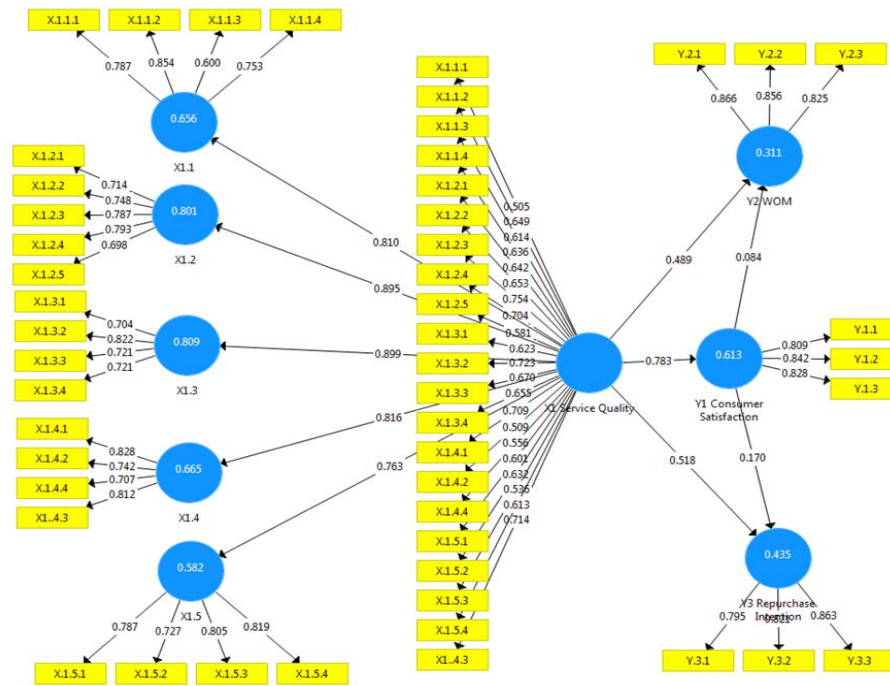 X.1.1.1
X.1.1.2
X.1.1.3
X.1.1.4
0.787
0.854
0.600
0.753
0.656
X1.1
X.1.2.1
X.1.2.2
X.1.2.3
X.1.2.4
X.1.2.5
0.714
0.748
0.787
0.793
0.698
0.801
X1.2
X.1.3.1
X.1.3.2
X.1.3.3
X.1.3.4
0.704
0.822
0.721
0.721
0.809
X1.3
X.1.4.1
X.1.4.2
X.1.4.4
X1..4.3
0.828
0.742
0.707
0.812
0.665
X1.4
0.582
X1.5
0.787
0.727
0.805
0.819
X.1.5.1
X.1.5.2
X.1.5.3
X.1.5.4
0.810
0.895
0.899
0.816
0.763
X.1.1.1
X.1.1.2
X.1.1.3
X.1.1.4
X.1.2.1
X.1.2.2
X.1.2.3
X.1.2.4
X.1.2.5
X.1.3.1
X.1.3.2
X.1.3.3
X.1.3.4
X.1.4.1
X.1.4.2
X.1.4.4
X.1.5.1
X.1.5.2
X.1.5.3
X.1.5.4
X1..4.3
0.505
0.649
0.614
0.636
0.642
0.653
0.754
0.704
0.581
0.623
0.723
0.670
0.655
0.709
0.509
0.556
0.601
0.632
0.536
0.613
0.714
X1 Service Quality
0.489
0.783
0.518
Y.2.1
Y.2.2
Y.2.3
0.866
0.856
0.825
0.311
Y2 WOM
0.084
0.613
Y1 Consumer
Satisfaction
0.809
0.842
0.828
Y.1.1
Y.1.2
Y.1.3
0.170
0.435
Y3 Repurchase
Intention
0.795
0.863
Y.3.1
Y.3.2
Y.3.3